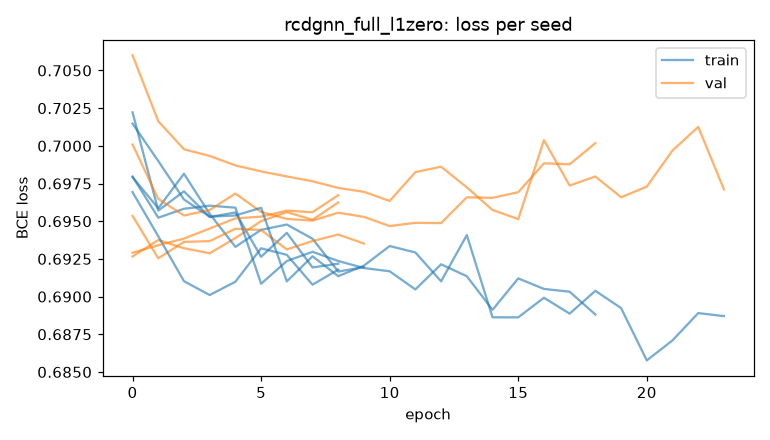 rcdgnn_full_l1zero: loss per seed
train
val
0.7050
0.7025
0.7000
0.6975
0.6950
0.6925
0.6900
0.6875
0.6850
BCE loss
0 5 10 15 20
epoch